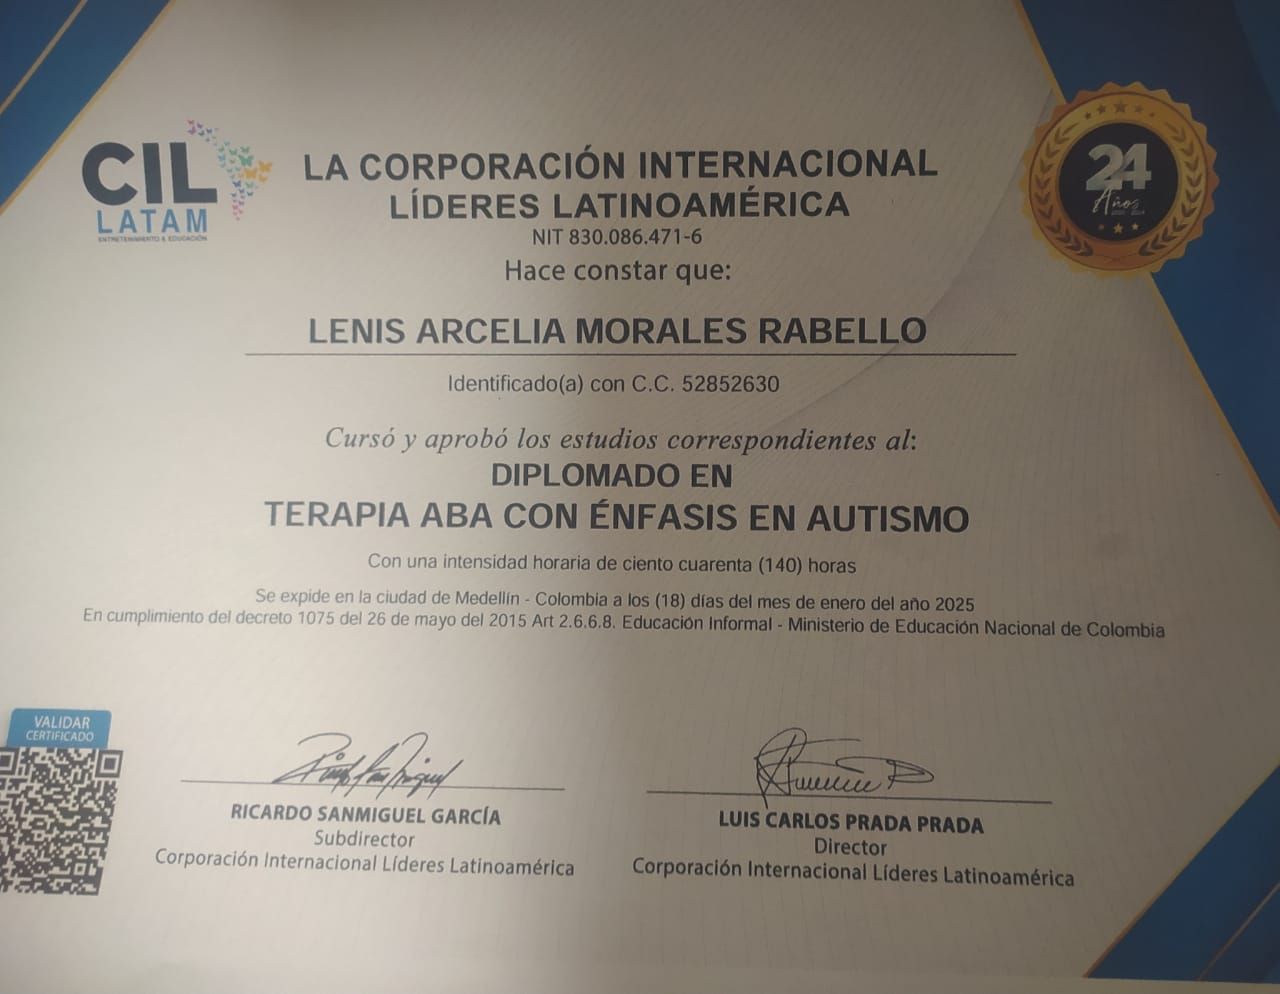 CIL
LATAM
ENTRETENIMIENTO & EDUCACIÓN
LA CORPORACIÓN INTERNACIONAL
LÍDERES LATINOAMÉRICA
NIT 830.086.471-6
Hace constar que:
24
Años
LENIS ARCELIA MORALES RABELLO
Identificado(a) con C.C. 52852630
Cursó y aprobó los estudios correspondientes al:
DIPLOMADO EN
TERAPIA ABA CON ÉNFASIS EN AUTISMO
Con una intensidad horaria de ciento cuarenta (140) horas
Se expide en la ciudad de Medellín - Colombia a los (18) días del mes de enero del año 2025
En cumplimiento del decreto 1075 del 26 de mayo del 2015 Art 2.6.6.8. Educación Informal - Ministerio de Educación Nacional de Colombia
VALIDAR
CERTIFICADO
RICARDO SANMIGUEL GARCÍA
Subdirector
Corporación Internacional Líderes Latinoamérica
LUIS CARLOS PRADA PRADA
Director
Corporación Internacional Líderes Latinoamérica